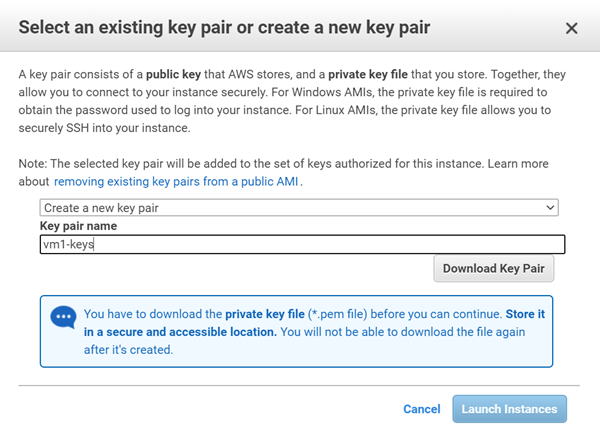 Select an existing key pair or create a new key pair
A key pair consists of a public key that AWS stores, and a private key file that you store. Together, they
allow you to connect to your instance securely. For Windows AMIs, the private key file is required to
obtain the password used to log into your instance. For Linux AMIs, the private key file allows you to
securely SSH into your instance.
Note: The selected key pair will be added to the set of keys authorized for this instance. Learn more
about removing existing key pairs from a public AMI .
Create a new key pair
Key pair name
vm1-keys
Download Key Pair
You have to download the private key file (*.pem file) before you can continue. Store it
in a secure and accessible location. You will not be able to download the file again
after it's created.
Cancel Launch Instances